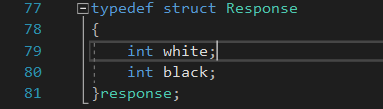 77 typedef struct Response
78 {
79 int white;
80 int black;
81 }response;